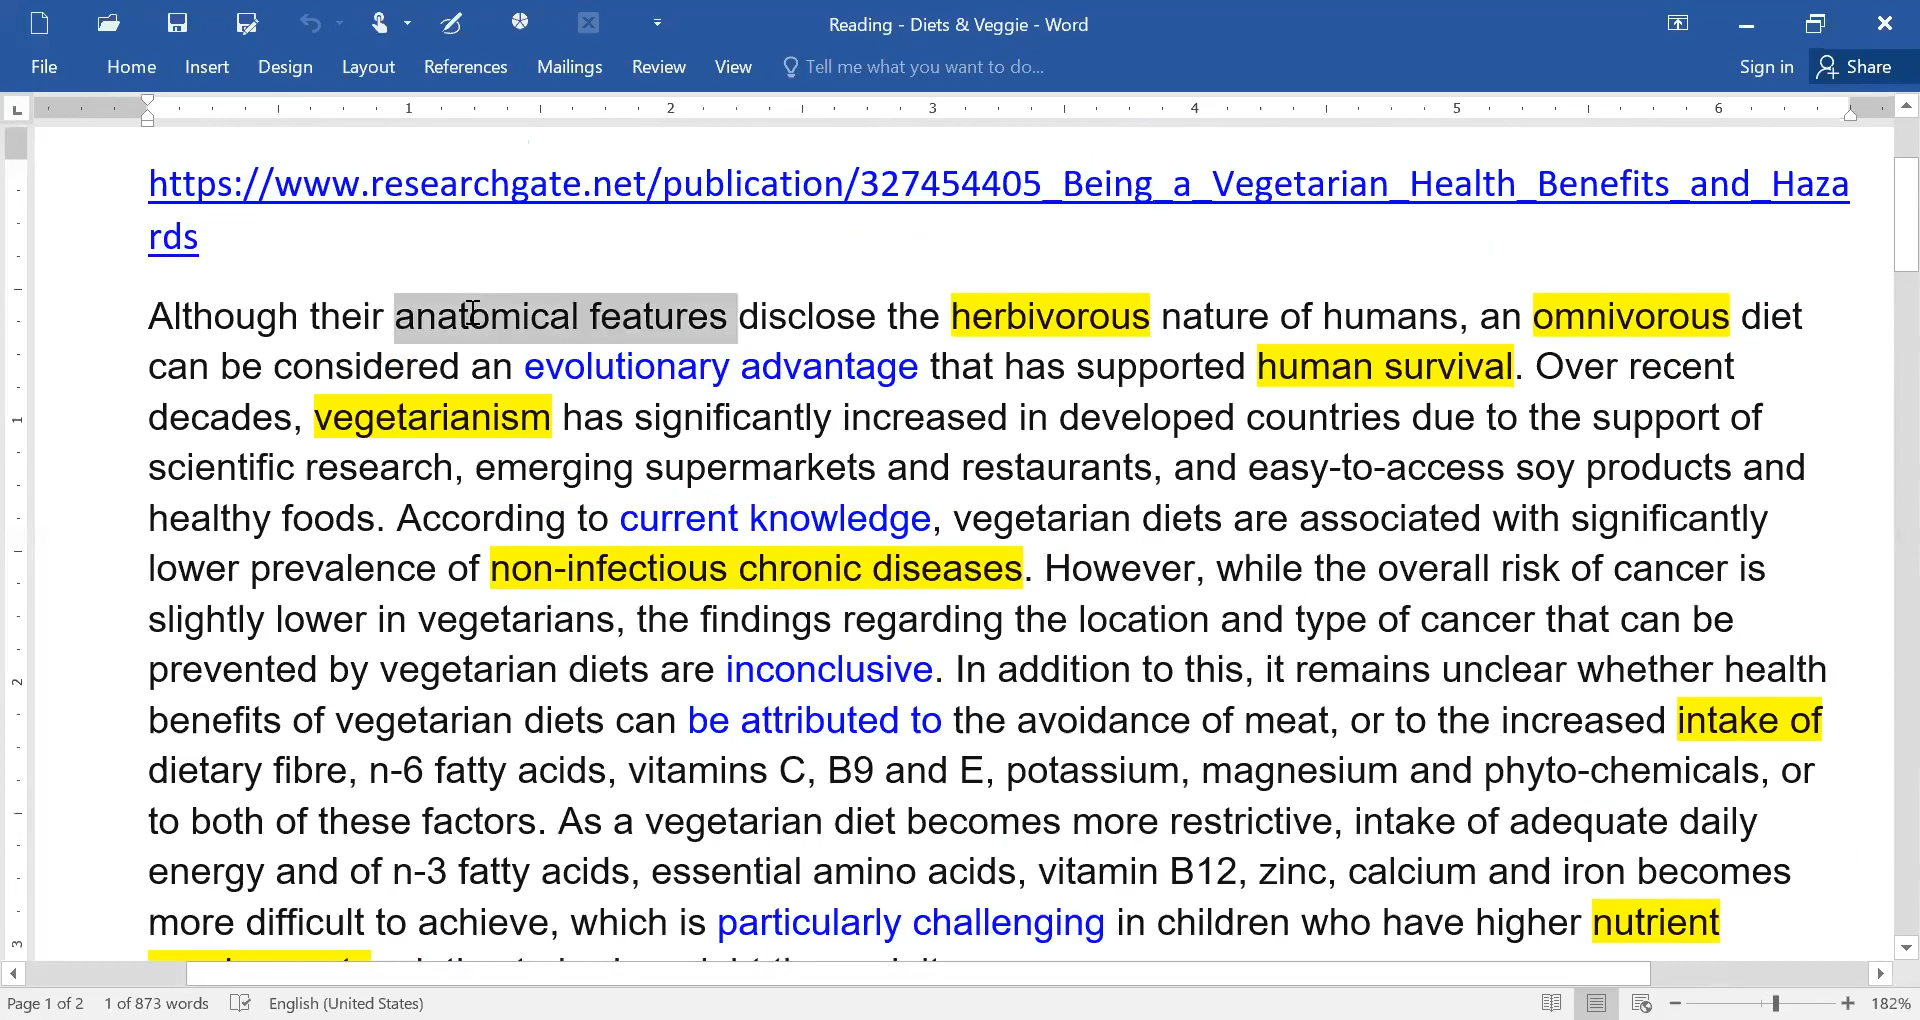 Reading - Diets & Veggie - Word
File Home Insert Design Layout References Mailings Review View Tell me what you want to do... Sign in Share
L 1 2 3 4 5 6
https://www.researchgate.net/publication/327454405_Being_a_Vegetarian_Health_Benefits_and_Haza
rds
Although their anatomical features disclose the herbivorous nature of humans, an omnivorous diet
can be considered an evolutionary advantage that has supported human survival. Over recent
decades, vegetarianism has significantly increased in developed countries due to the support of
scientific research, emerging supermarkets and restaurants, and easy-to-access soy products and
healthy foods. According to current knowledge, vegetarian diets are associated with significantly
lower prevalence of non-infectious chronic diseases. However, while the overall risk of cancer is
slightly lower in vegetarians, the findings regarding the location and type of cancer that can be
prevented by vegetarian diets are inconclusive. In addition to this, it remains unclear whether health
benefits of vegetarian diets can be attributed to the avoidance of meat, or to the increased intake of
dietary fibre, n-6 fatty acids, vitamins C, B9 and E, potassium, magnesium and phyto-chemicals, or
to both of these factors. As a vegetarian diet becomes more restrictive, intake of adequate daily
energy and of n-3 fatty acids, essential amino acids, vitamin B12, zinc, calcium and iron becomes
more difficult to achieve, which is particularly challenging in children who have higher nutrient
1
2
3
Page 1 of 2 1 of 873 words English (United States) 182%